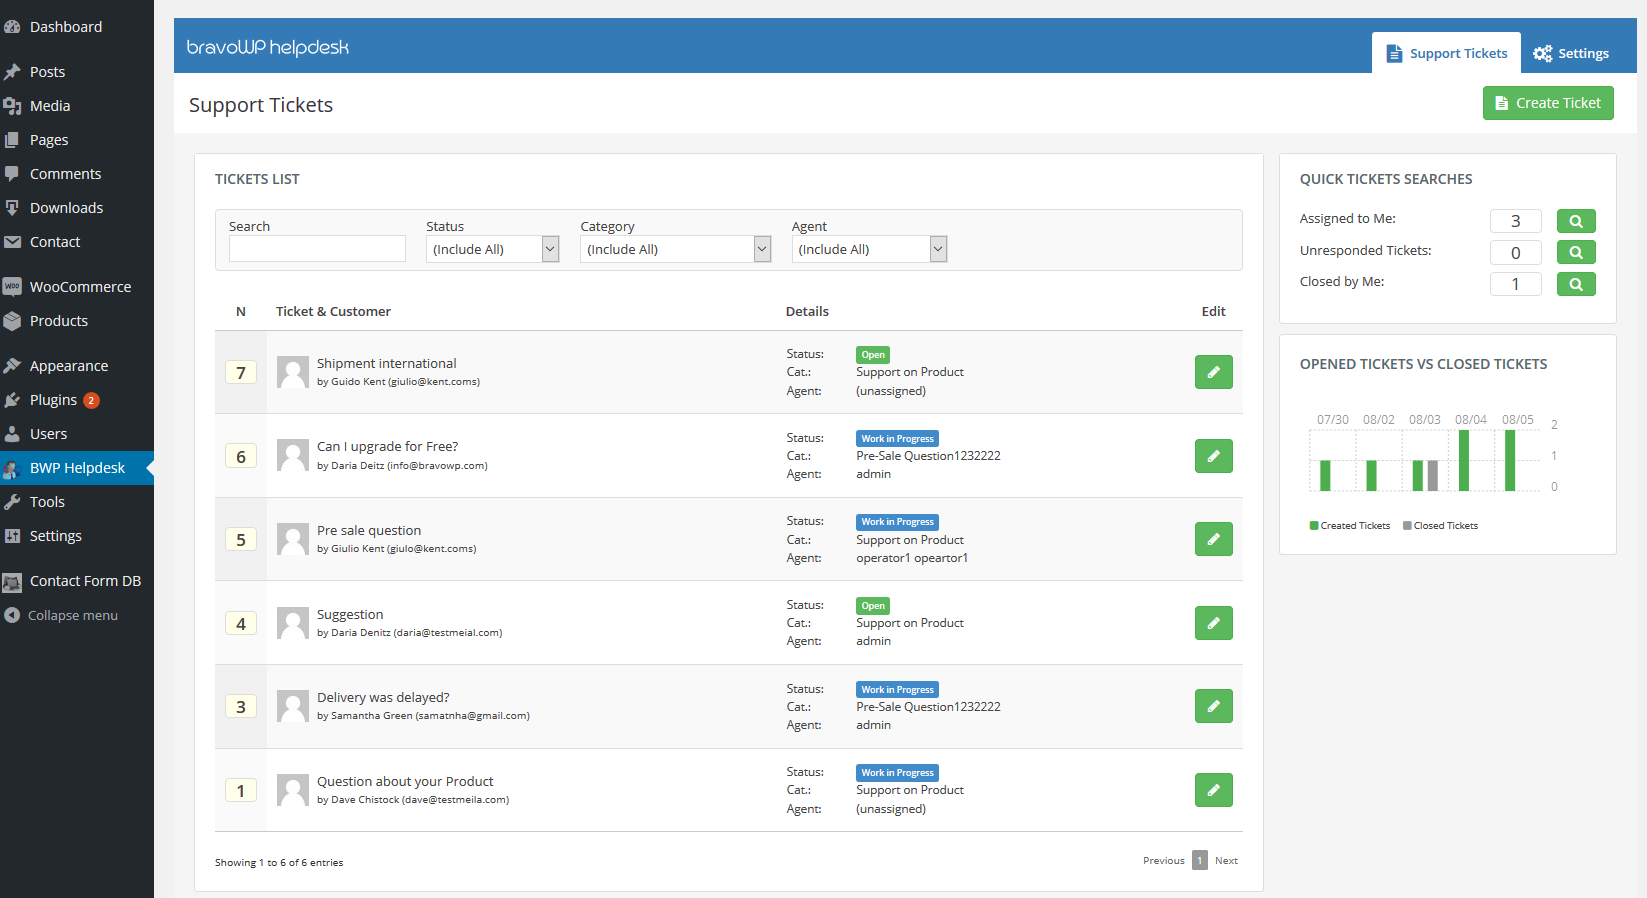 Dashboard
Posts
Media
Pages
Comments
Downloads
Contact
WOO WooCommerce
Products
Appearance
Plugins 2
Users
BWP Helpdesk
Tools
Settings
Contact Form DB
Collapse menu
bravoWP helpdesk
Support Tickets
Settings
Support Tickets
Create Ticket
TICKETS LIST
Search Status Category Agent
(Include All) (Include All) (Include All)
N Ticket & Customer Details Edit
7
Shipment international
by Guido Kent (giulio@kent.coms)
Status: Open
Cat.: Support on Product
Agent: (unassigned)
6
Can I upgrade for Free?
by Daria Deitz (info@bravowp.com)
Status: Work in Progress
Cat.: Pre-Sale Question1232222
Agent: admin
5
Pre sale question
by Giulio Kent (giulo@kent.coms)
Status: Work in Progress
Cat.: Support on Product
Agent: operator1 opeartor1
4
Suggestion
by Daria Denitz (daria@testmeial.com)
Status: Open
Cat.: Support on Product
Agent: admin
3
Delivery was delayed?
by Samantha Green (samatnha@gmail.com)
Status: Work in Progress
Cat.: Pre-Sale Question1232222
Agent: admin
1
Question about your Product
by Dave Chistock (dave@testmeila.com)
Status: Work in Progress
Cat.: Support on Product
Agent: (unassigned)
Showing 1 to 6 of 6 entries
Previous 1 Next
QUICK TICKETS SEARCHES
Assigned to Me: 3
Unresponded Tickets: 0
Closed by Me: 1
OPENED TICKETS VS CLOSED TICKETS
07/30 08/02 08/03 08/04 08/05
2
1
0
Created Tickets Closed Tickets